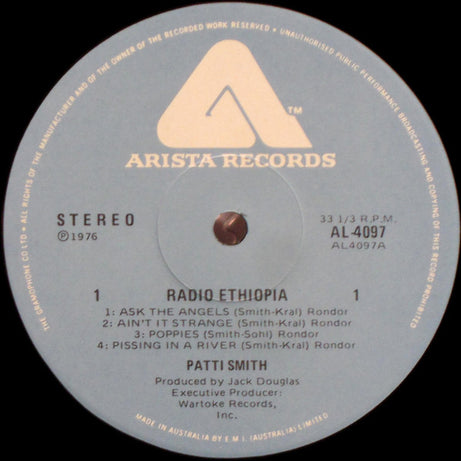 THE GRAMOPHONE CO LTD • ALL RIGHTS OF THE MANUFACTURER AND OF THE OWNER OF THE RECORDED WORK RESERVED • UNAUTHORISED PUBLIC PERFORMANCE BROADCASTING AND COPYING OF THIS RECORD PROHIBITED
TM
ARISTA RECORDS
STEREO
℗1976
33 1/3 R.P.M.
AL-4097
AL4097A
1 RADIO ETHIOPIA 1
1: ASK THE ANGELS (Smith-Kral) Rondor
2: AIN'T IT STRANGE (Smith-Kral) Rondor
3: POPPIES (Smith-Sohl) Rondor
4: PISSING IN A RIVER (Smith-Kral) Rondor
PATTI SMITH
Produced by Jack Douglas
Executive Producer:
Wartoke Records,
Inc.
MADE IN AUSTRALIA BY E.M.I. (AUSTRALIA) LIMITED